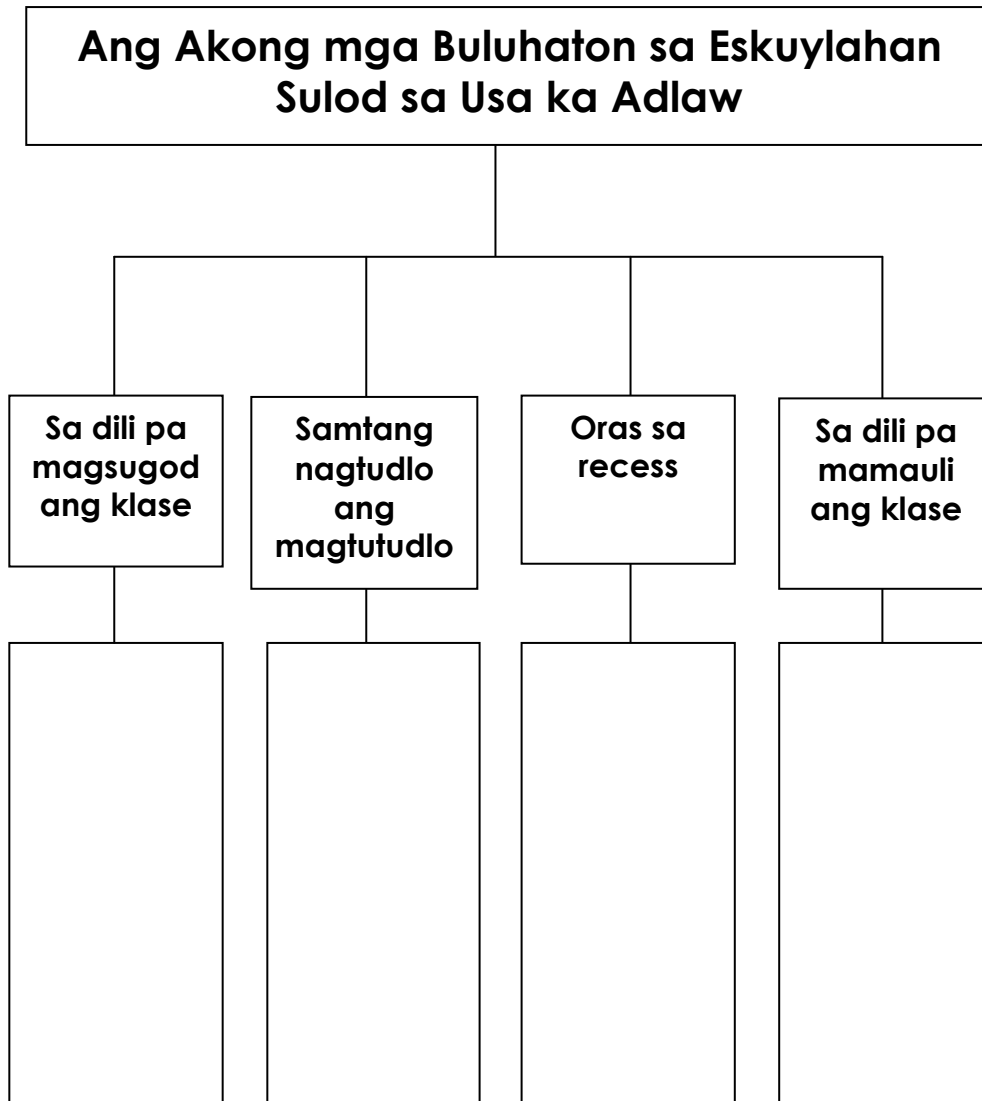 Ang Akong mga Buluhaton sa Eskuylahan
Sulod sa Usa ka Adlaw
Sa dili pa
magsugod
ang klase
Samtang
nagtudlo
ang
magtutudlo
Oras sa
recess
Sa dili pa
mamauli
ang klase